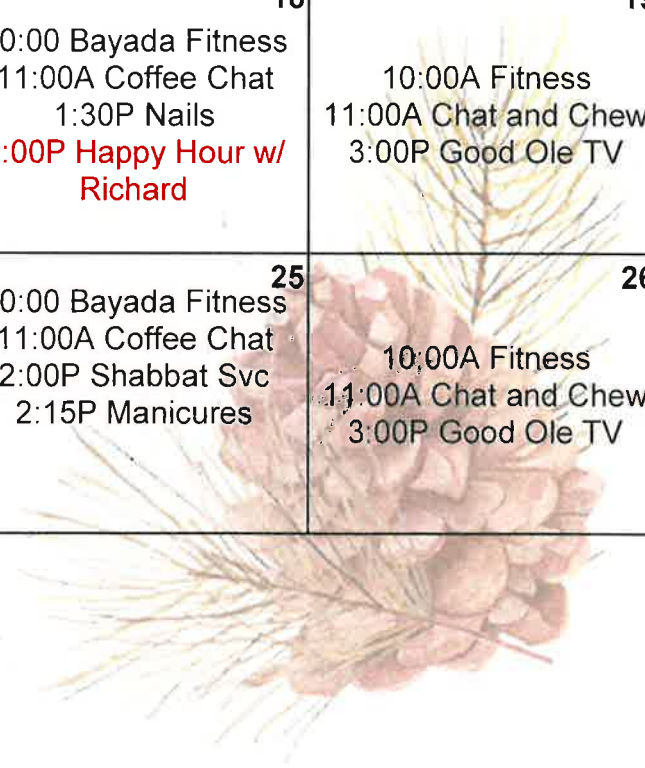 0:00 Bayada Fitness
11:00A Coffee Chat
1:30P Nails
:00P Happy Hour w/
Richard
10:00A Fitness
11:00A Chat and Chew
3:00P Good Ole TV
25
0:00 Bayada Fitness
11:00A Coffee Chat
2:00P Shabbat Svc
2:15P Manicures
26
10:00A Fitness
11:00A Chat and Chew
3:00P Good Ole TV